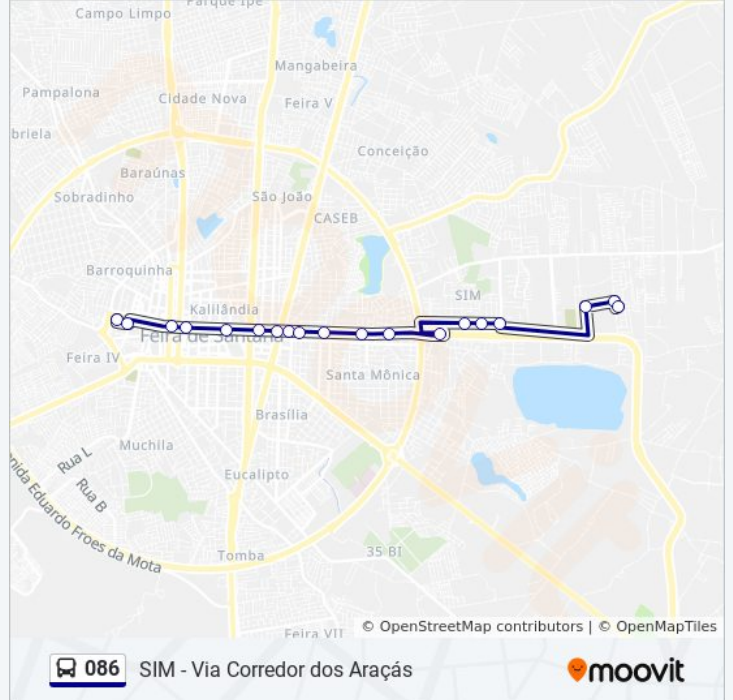 Parque Ipê
Campo Limpo
Mangabeira
Pampalona
Cidade Nova
Feira V
briela
Conceição
Baraúnas
Sobradinho
São João
CASEB
Barroquinha
SIM
Kalilândia
Feira de Santana
Feira IV
Santa Mônica
Brasília
Muchila
Rua L
Eucalipto
Rua B
enida Eduardo Froes da Mota
Tomba
35 BI
Feira VII
© OpenStreetMap contributors | © OpenMapTiles
086 SIM - Via Corredor dos Araçás
moovit